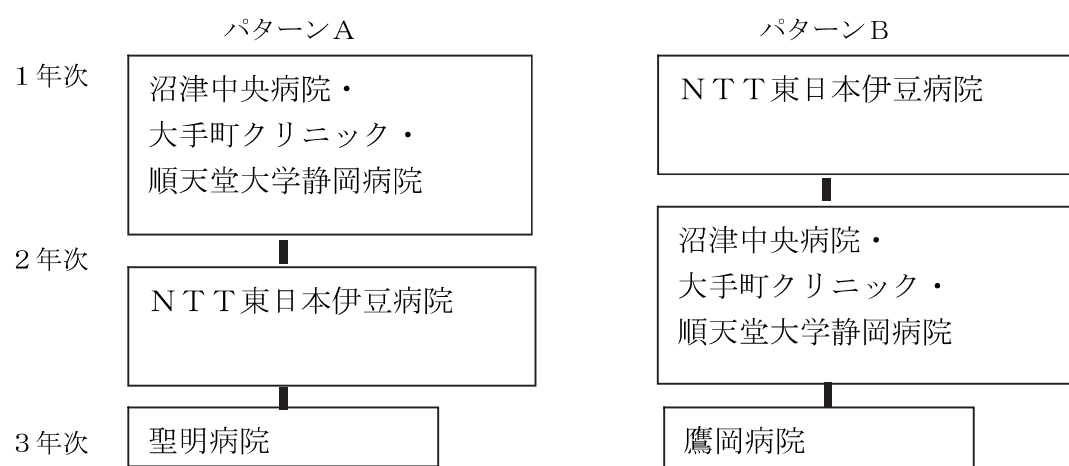 パターンA
パターンB
1年次
沼津中央病院・
大手町クリニック・
順天堂大学静岡病院
NTT東日本伊豆病院
2年次
NTT東日本伊豆病院
沼津中央病院・
大手町クリニック・
順天堂大学静岡病院
3年次
聖明病院
鷹岡病院